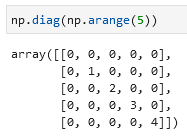 np.diag(np.arange(5))
array([[0, 0, 0, 0, 0],
       [0, 1, 0, 0, 0],
       [0, 0, 2, 0, 0],
       [0, 0, 0, 3, 0],
       [0, 0, 0, 0, 4]])